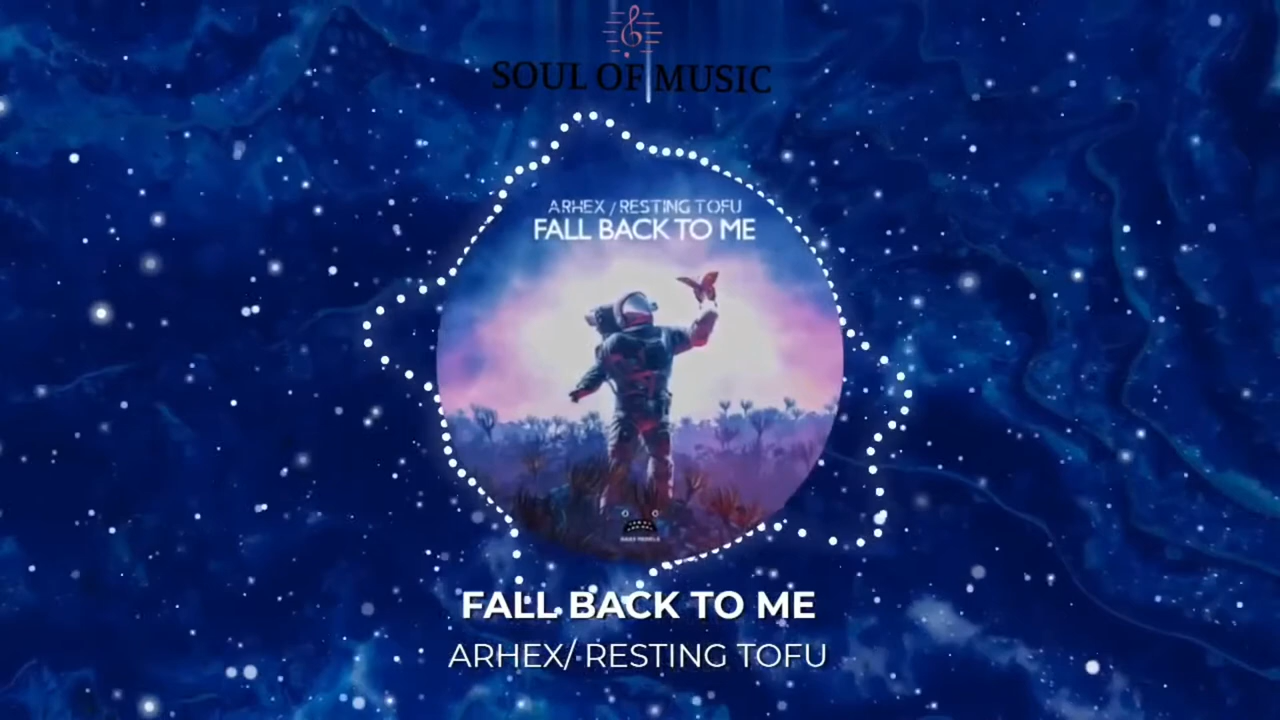 SOUL OF MUSIC
ARHEX / RESTING TOFU
FALL BACK TO ME
FALL BACK TO ME
ARHEX/ RESTING TOFU